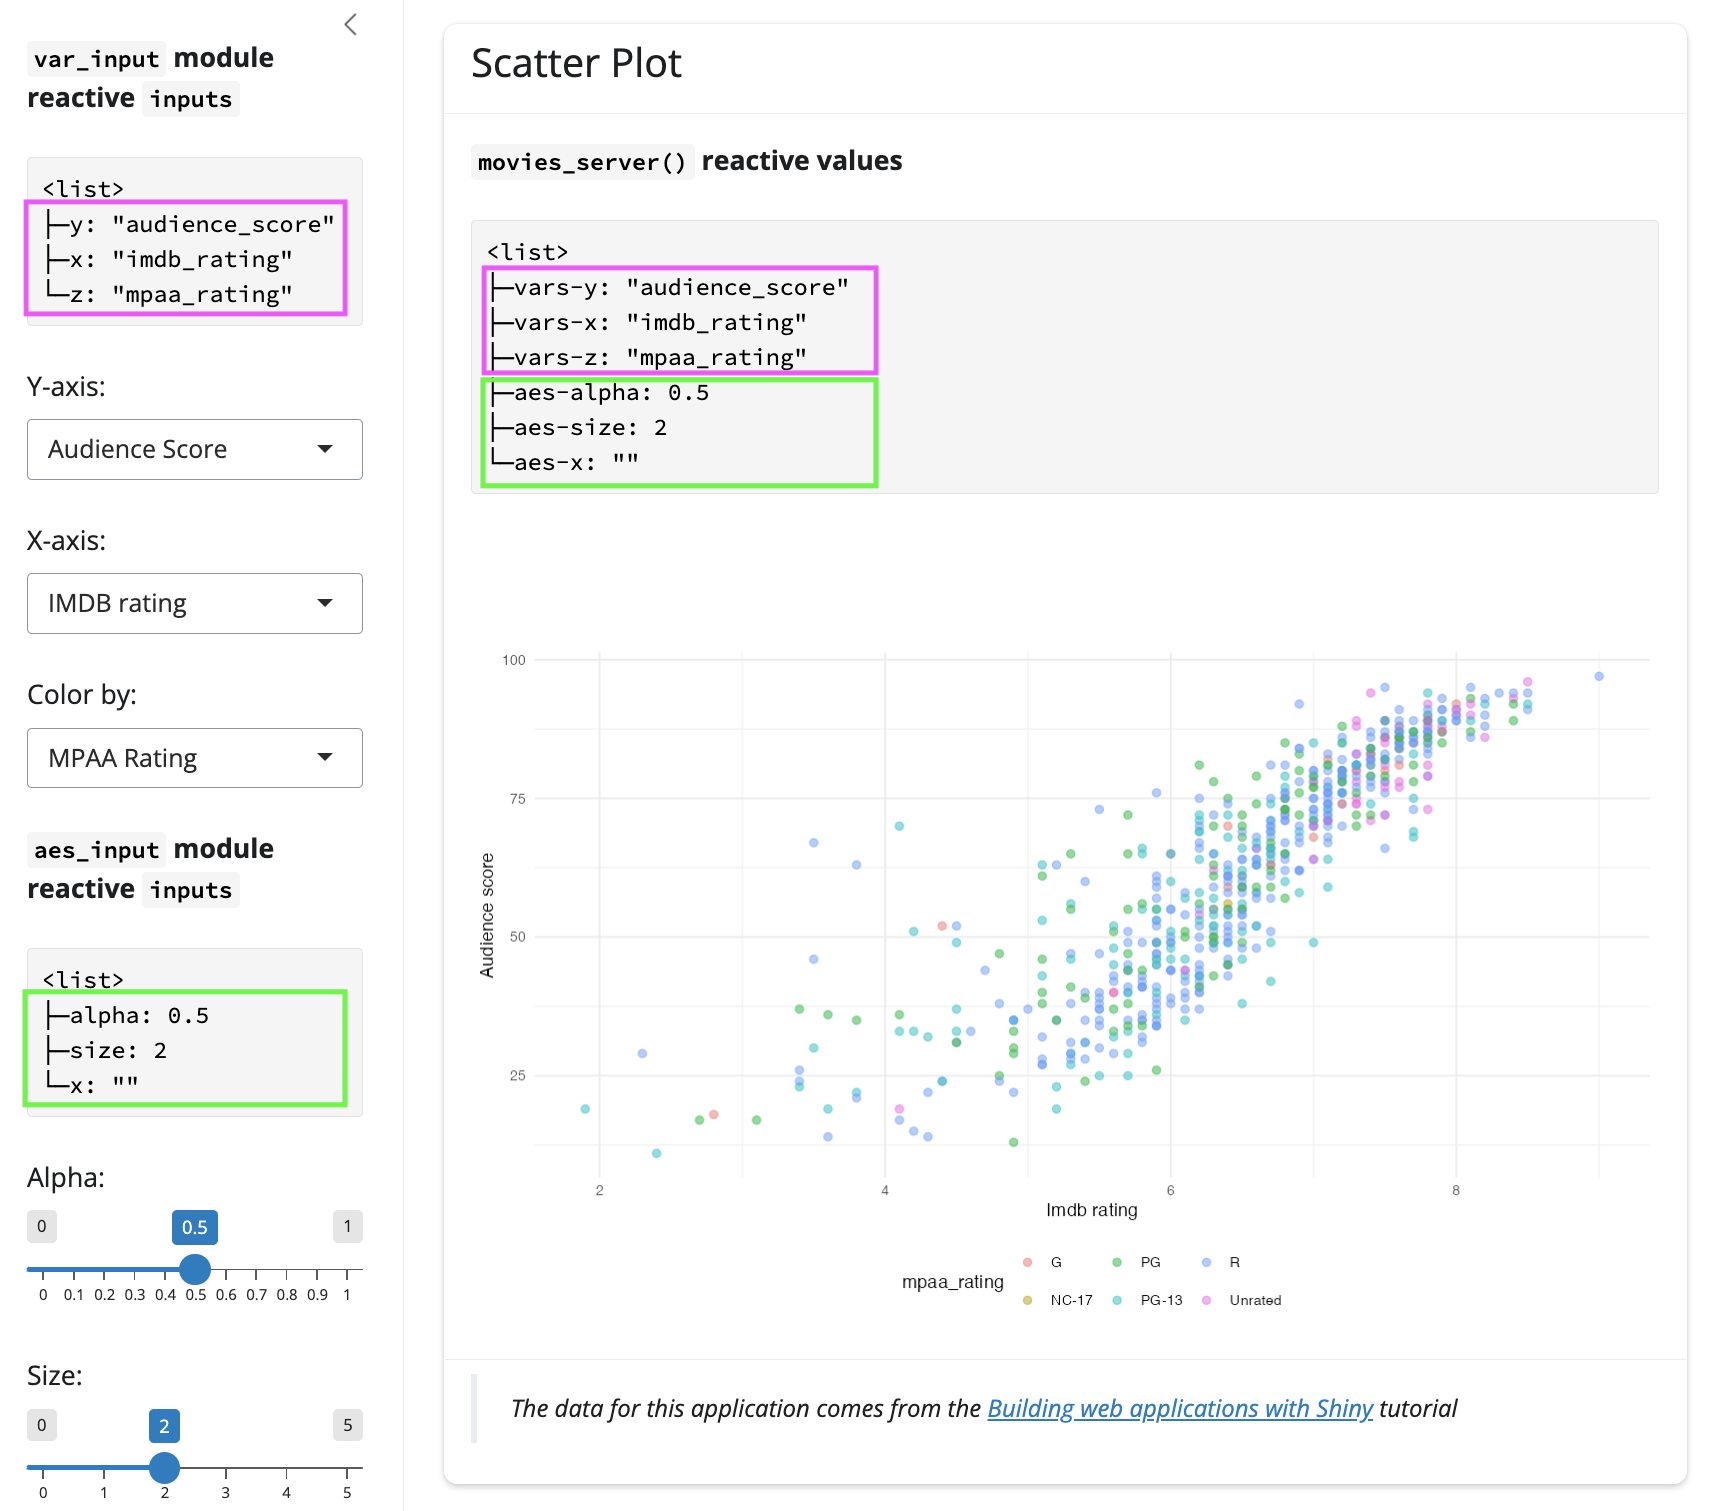 var_input module
reactive inputs
<list>
├─y: "audience_score"
├─x: "imdb_rating"
└─z: "mpaa_rating"
Y-axis:
Audience Score
X-axis:
IMDB rating
Color by:
MPAA Rating
aes_input module
reactive inputs
<list>
├─alpha: 0.5
├─size: 2
└─x: ""
Alpha:
0 0.5 1
0 0.1 0.2 0.3 0.4 0.5 0.6 0.7 0.8 0.9 1
Size:
0 2 5
0 1 2 3 4 5
Scatter Plot
movies_server() reactive values
<list>
├─vars-y: "audience_score"
├─vars-x: "imdb_rating"
├─vars-z: "mpaa_rating"
├─aes-alpha: 0.5
├─aes-size: 2
└─aes-x: ""
100
75
50
25
Audience score
2 4 6 8
Imdb rating
mpaa_rating
G PG R
NC-17 PG-13 Unrated
The data for this application comes from the Building web applications with Shiny tutorial